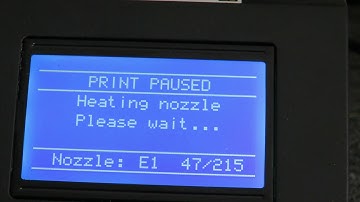 PRINT PAUSED
Heating nozzle
Please wait...
Nozzle: E1 47/215